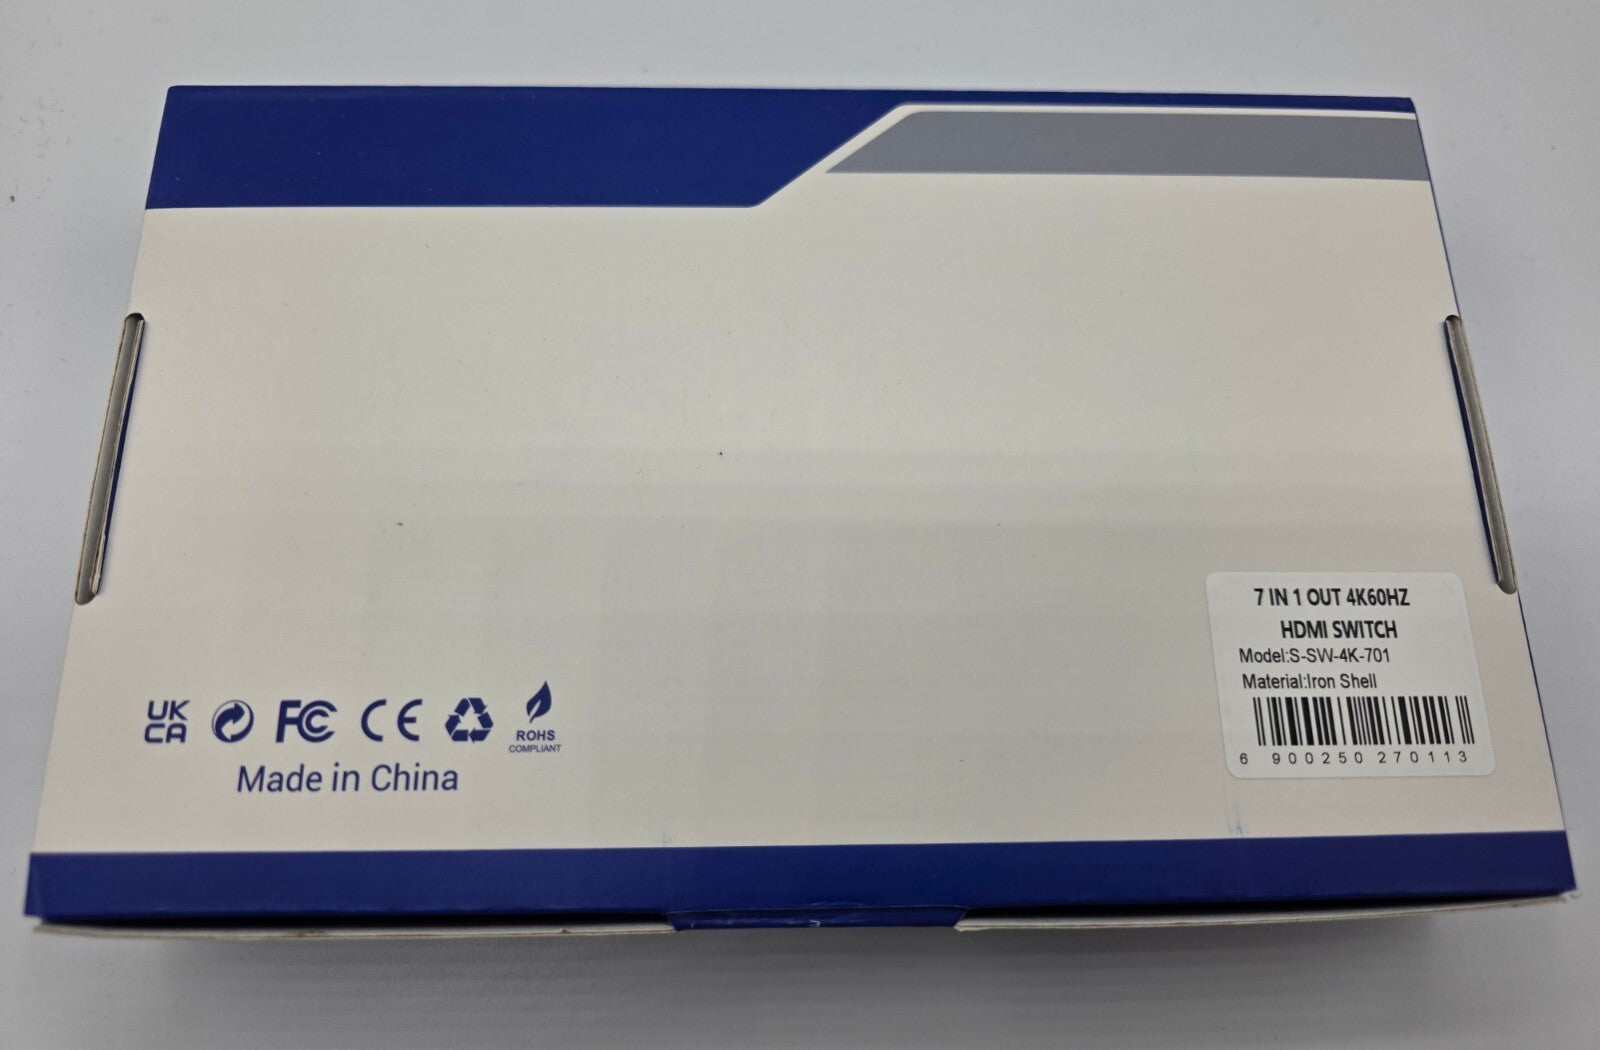 7 IN 1 OUT 4K60HZ
HDMI SWITCH
Model:S-SW-4K-701
Material:Iron Shell
6 900250 270113
UK
CA
FC
CE
ROHS
COMPLIANT
Made in China